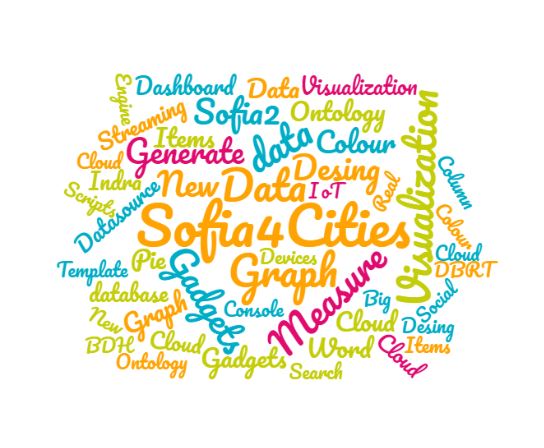 Engine
Dashboard
Data
Visualization
Streaming
Sofia2
Ontology
Items
data
Colour
Cloud
Generate
Visualization
Indra
New
Data
Desing
IoT
Real
Column
Scripts
Datasource
Sofia4Cities
Colour
Template
Pie
Gadgets
Devices
Graph
Cloud
DBRT
database
Measure
Big
Social
New
Graph
Console
Cloud
Desing
BDH
Cloud
Gadgets
Word
Cloud
Items
Ontology
Search